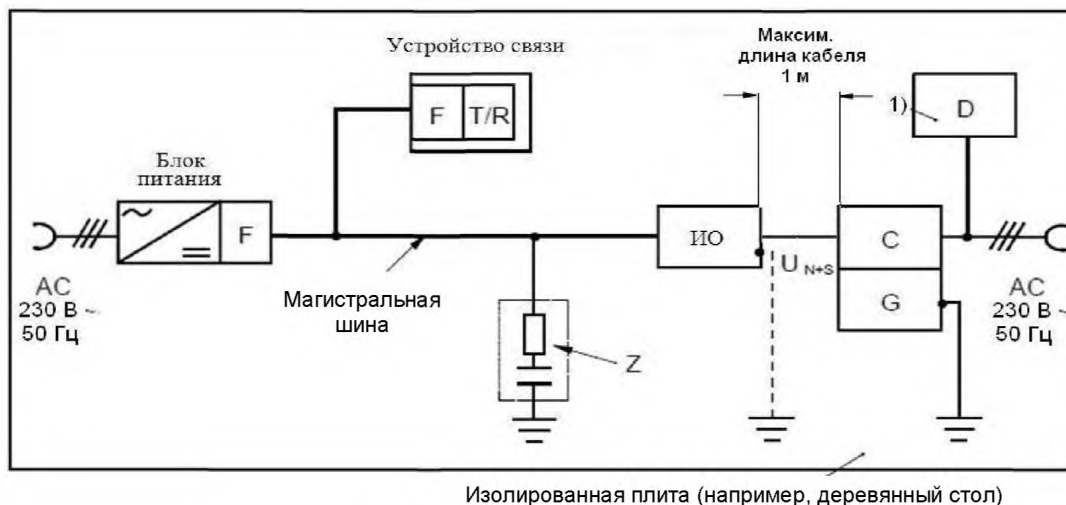 Устройство связи
F T/R
Максим.
длина кабеля
1 м
1)
D
Блок
питания
F
ИО
C
G
U N+S
AC
230 В ~
50 Гц
Магистральная
шина
Z
AC
230 В ~
50 Гц
Изолированная плита (например, деревянный стол)